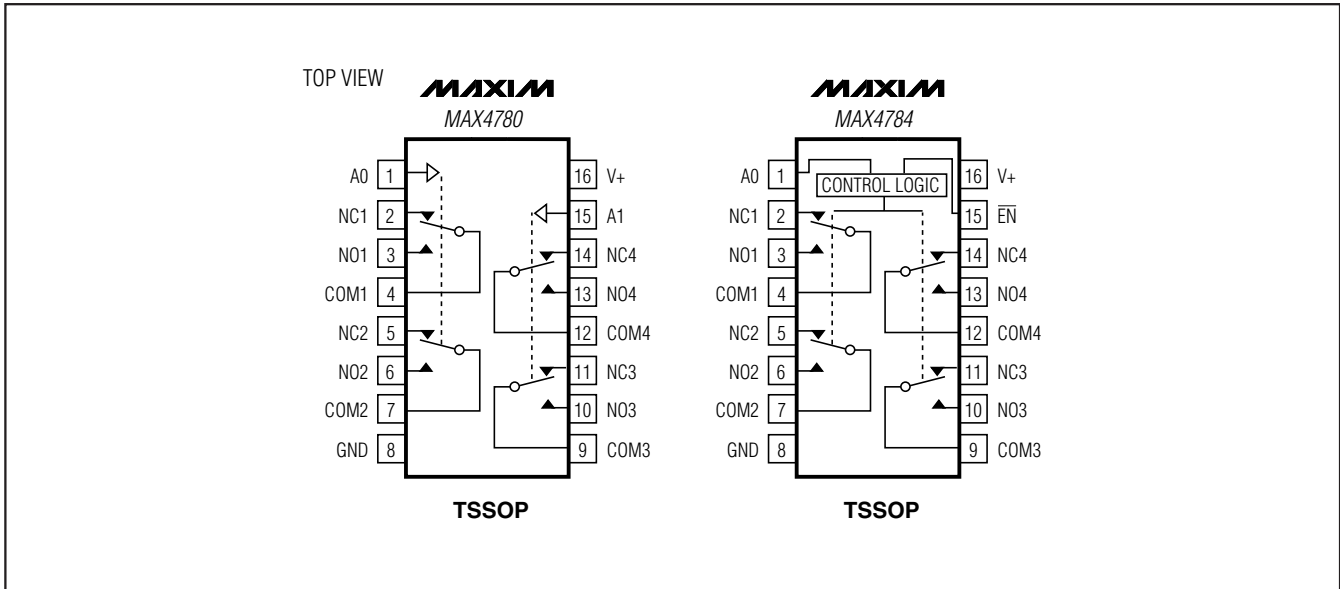 TOP VIEW
MAXIM
MAX4780
A0 1
NC1 2
NO1 3
COM1 4
NC2 5
NO2 6
COM2 7
GND 8
16 V+
15 A1
14 NC4
13 NO4
12 COM4
11 NC3
10 NO3
9 COM3
TSSOP
MAXIM
MAX4784
CONTROL LOGIC
A0 1
NC1 2
NO1 3
COM1 4
NC2 5
NO2 6
COM2 7
GND 8
16 V+
15 E̅N̅
14 NC4
13 NO4
12 COM4
11 NC3
10 NO3
9 COM3
TSSOP